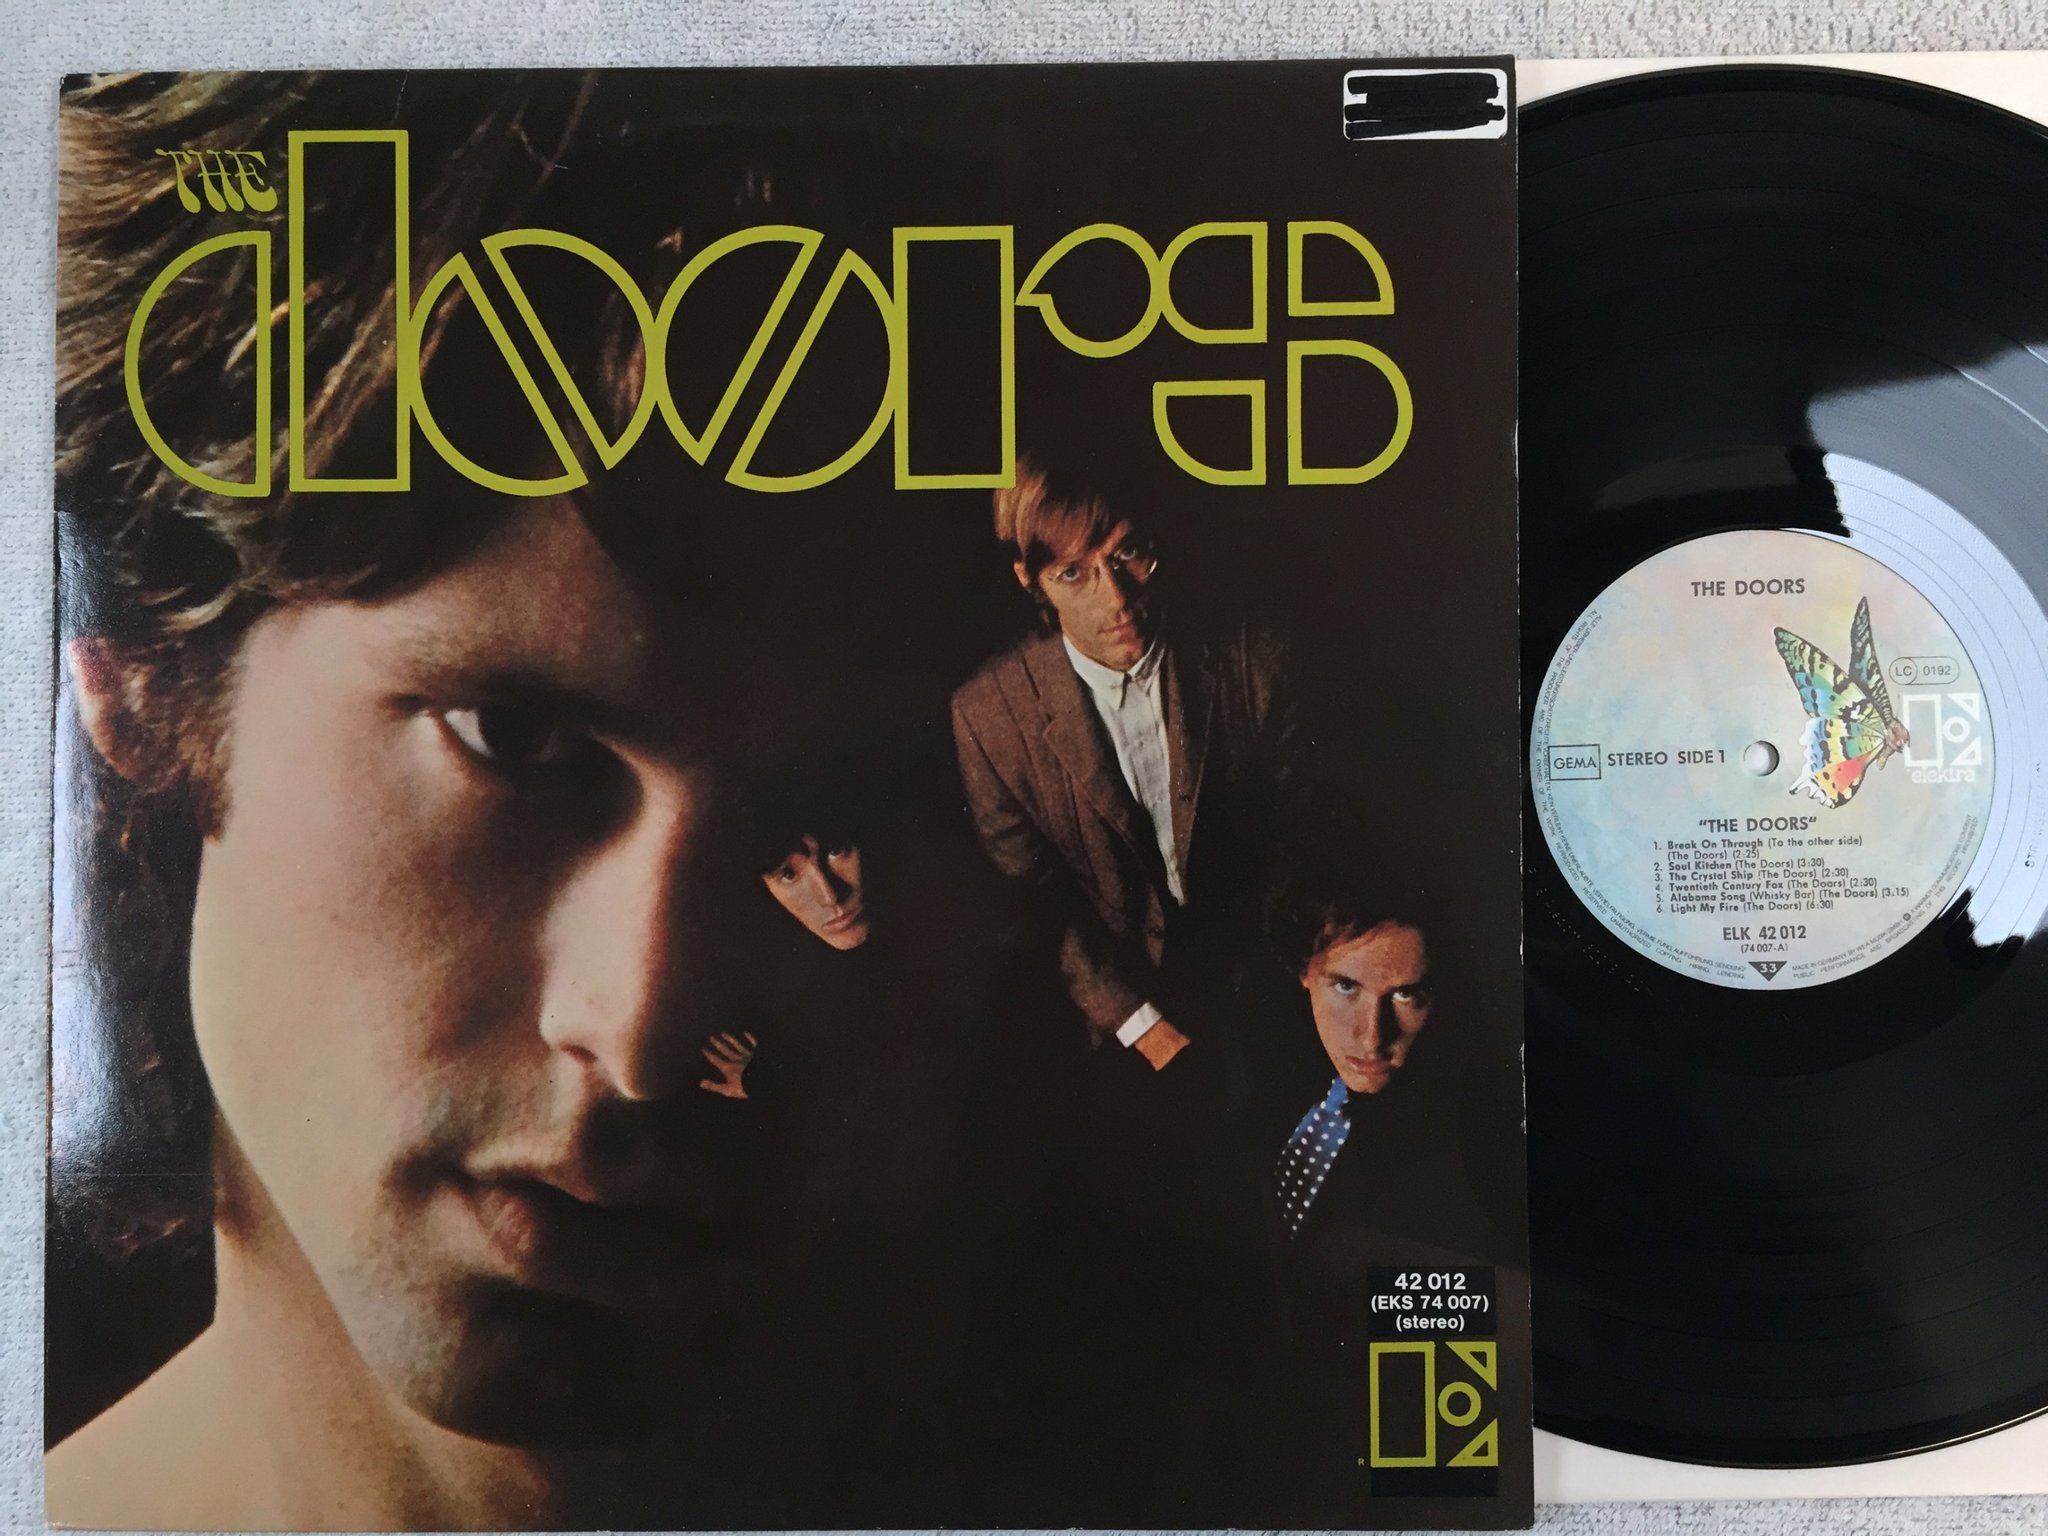 THE
doors
42 012
(EKS 74 007)
(stereo)
R
THE DOORS
LC 0192
GEMA STEREO SIDE 1
elektra
"THE DOORS"
1. Break On Through (To the other side)
(The Doors) (2:25)
2. Soul Kitchen (The Doors) (3:30)
3. The Crystal Ship (The Doors) (2:30)
4. Twentieth Century Fox (The Doors) (2:30)
5. Alabama Song (Whisky Bar) (The Doors) (3.15)
6. Light My Fire (The Doors) (6:30)
ELK 42 012
(74 007-A)
33
MADE IN GERMANY BY WEA MUSIK GMBH